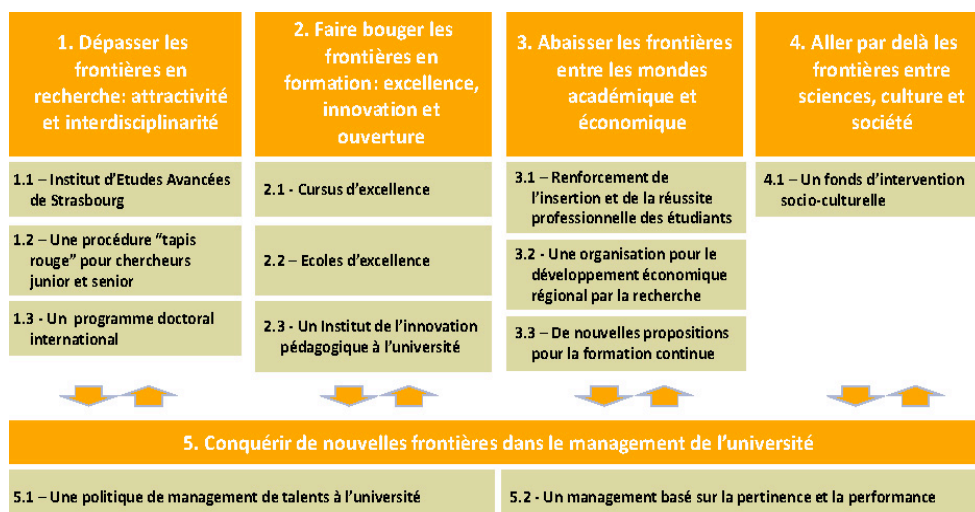 1. Dépasser les
frontières en
recherche: attractivité
et interdisciplinarité
2. Faire bouger les
frontières en
formation: excellence,
innovation et
ouverture
3. Abaisser les frontières
entre les mondes
académique et
économique
4. Aller par delà les
frontières entre
sciences, culture et
société
1.1 – Institut d'Etudes Avancées
de Strasbourg
2.1 - Cursus d'excellence
3.1 – Renforcement de
l'insertion et de la réussite
professionnelle des étudiants
4.1 – Un fonds d'intervention
socio-culturelle
1.2 – Une procédure “tapis
rouge” pour chercheurs
junior et senior
2.2 – Ecoles d'excellence
3.2 - Une organisation pour le
développement économique
régional par la recherche
1.3 - Un programme doctoral
international
2.3 - Un Institut de l'innovation
pédagogique à l'université
3.3 – De nouvelles propositions
pour la formation continue
5. Conquérir de nouvelles frontières dans le management de l'université
5.1 – Une politique de management de talents à l'université
5.2 - Un management basé sur la pertinence et la performance